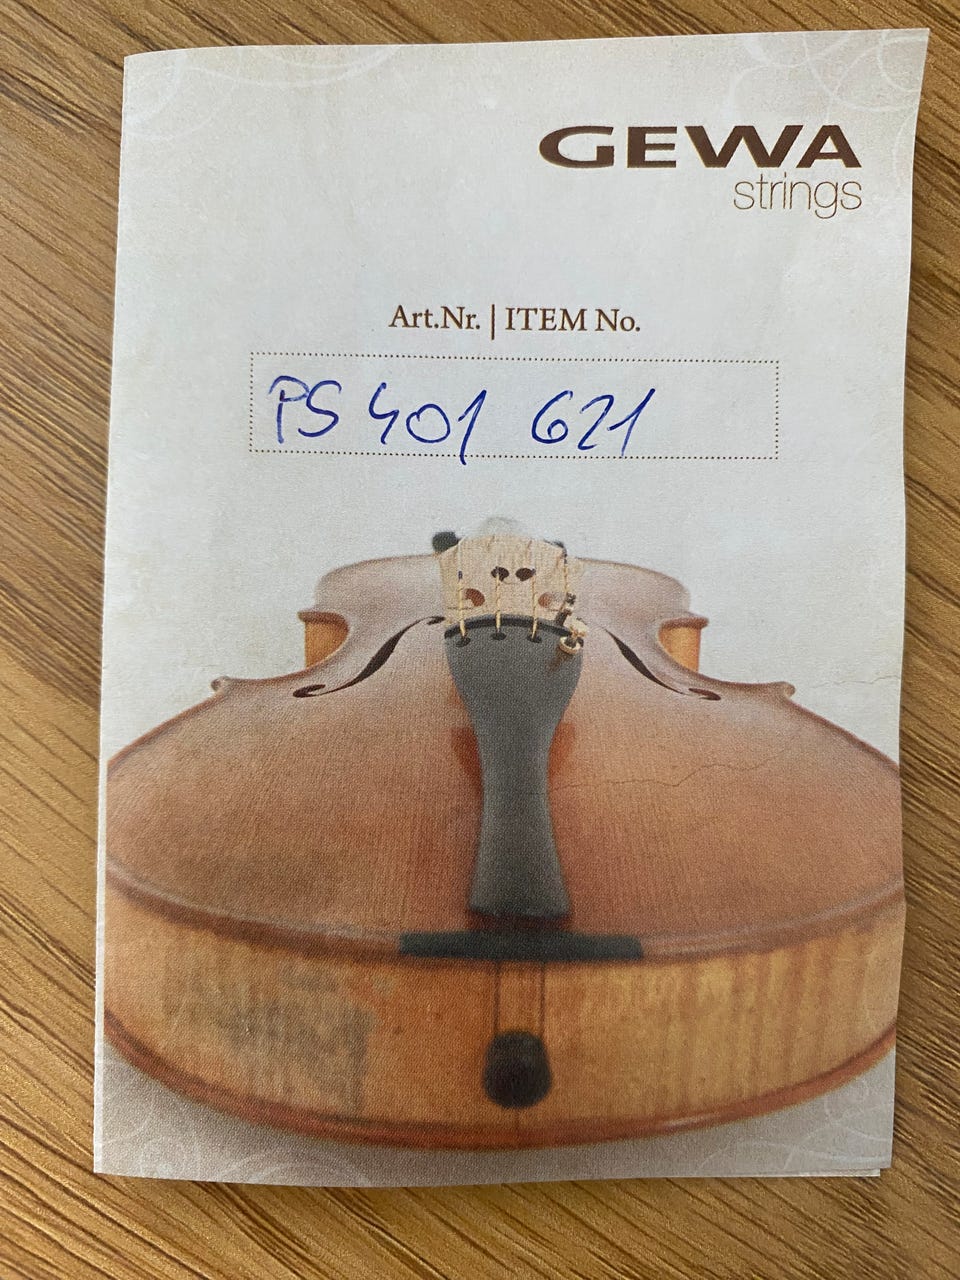 GEWA
strings
Art.Nr. | ITEM No.
PS 401 621